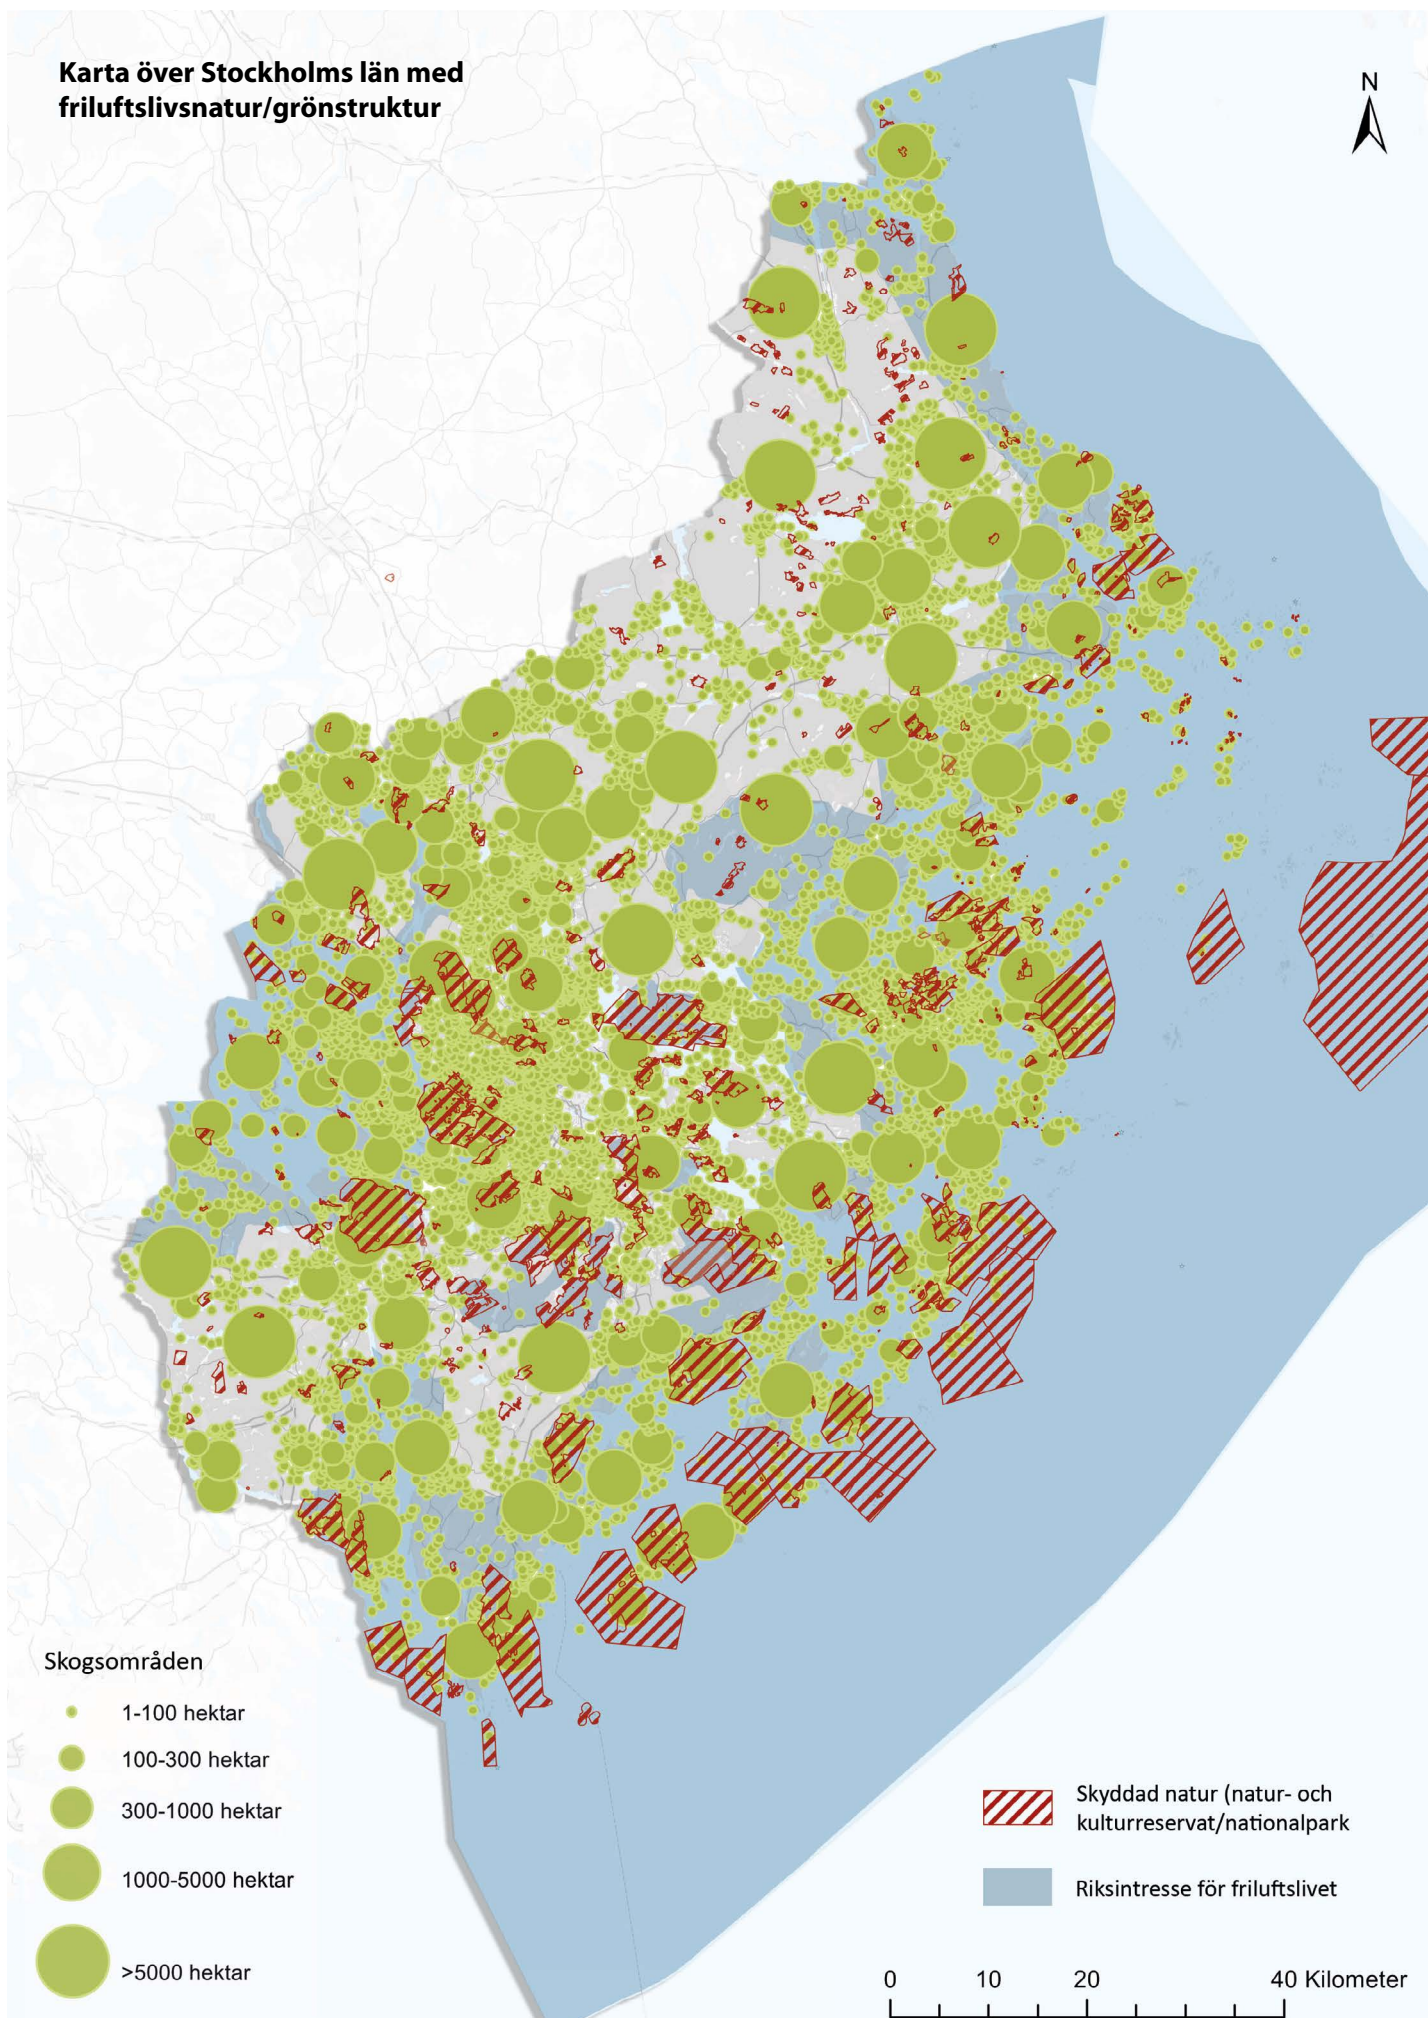 Karta över Stockholms län med
friluftslivsnatur/grönstruktur
N
Skogsområden
1-100 hektar
100-300 hektar
300-1000 hektar
1000-5000 hektar
>5000 hektar
Skyddad natur (natur- och
kulturreservat/nationalpark
Riksintresse för friluftslivet
0 10 20 40 Kilometer